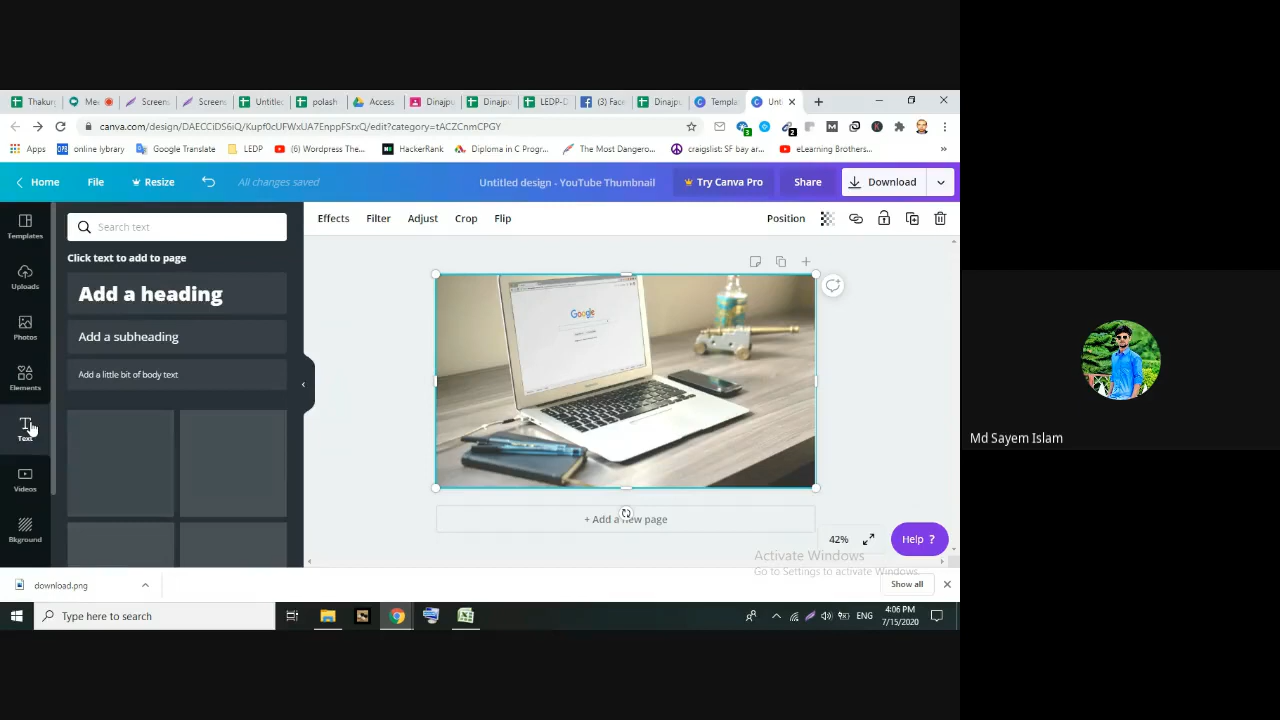 Thakur
Mee
Screens
Screens
Untitle
polash
Access
Dinajp
Dinajp
LEDP-D
(3) Face
Dinajpu
Templa
Unti
canva.com/design/DAECCiDS6iQ/Kupf0cUFWxUA7EnppFSrxQ/edit?category=tACZCnmCPGY
Apps
online lybrary
Google Translate
LEDP
(6) Wordpress The...
HackerRank
Diploma in C Progr...
The Most Dangero...
craigslist: SF bay ar...
eLearning Brothers...
Home File Resize All changes saved Untitled design - YouTube Thumbnail Try Canva Pro Share Download
Effects Filter Adjust Crop Flip Position
Templates
Uploads
Photos
Elements
Text
Videos
Bkground
Search text
Click text to add to page
Add a heading
Add a subheading
Add a little bit of body text
Google
+ Add a new page
42%
Help ?
Activate Windows
Go to Settings to activate Windows.
download.png
Show all
Type here to search
ENG
4:06 PM
7/15/2020
Md Sayem Islam